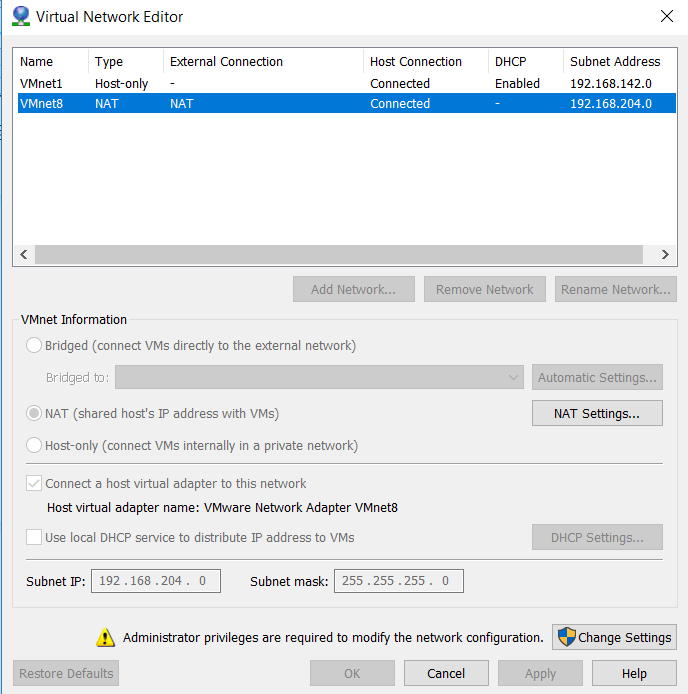 Virtual Network Editor
Name Type External Connection Host Connection DHCP Subnet Address
VMnet1 Host-only - Connected Enabled 192.168.142.0
VMnet8 NAT NAT Connected - 192.168.204.0
Add Network... Remove Network Rename Network...
VMnet Information
Bridged (connect VMs directly to the external network)
Bridged to: Automatic Settings...
NAT (shared host's IP address with VMs) NAT Settings...
Host-only (connect VMs internally in a private network)
Connect a host virtual adapter to this network
Host virtual adapter name: VMware Network Adapter VMnet8
Use local DHCP service to distribute IP address to VMs DHCP Settings...
Subnet IP: 192 . 168 . 204 . 0 Subnet mask: 255 . 255 . 255 . 0
Administrator privileges are required to modify the network configuration. Change Settings
Restore Defaults OK Cancel Apply Help